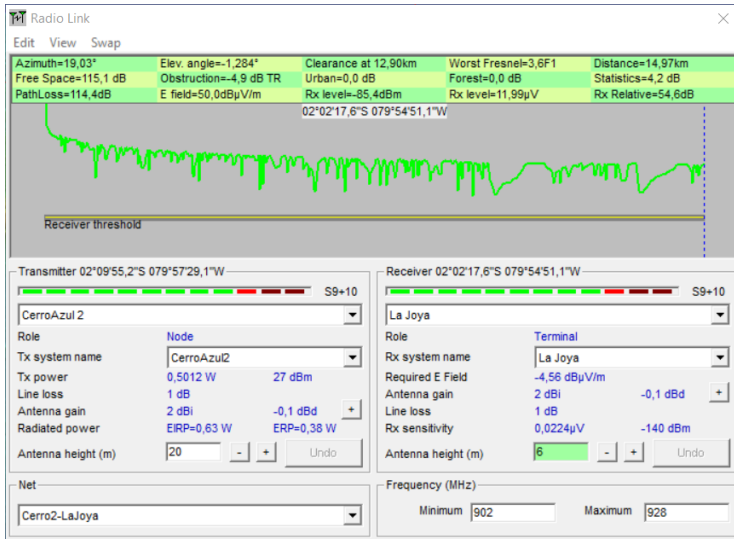 Radio Link
Edit View Swap
Azimuth=19,03° Elev. angle=-1,284° Clearance at 12,90km Worst Fresnel=3,6F1 Distance=14,97km
Free Space=115,1 dB Obstruction=-4,9 dB TR Urban=0,0 dB Forest=0,0 dB Statistics=4,2 dB
PathLoss=114,4dB E field=50,0dBµV/m Rx level=-85,4dBm Rx level=11,99µV Rx Relative=54,6dB
02°02'17,6"S 079°54'51,1"W
Receiver threshold
Transmitter 02°09'55,2"S 079°57'29,1"W
S9+10
CerroAzul 2
Role Node
Tx system name CerroAzul2
Tx power 0,5012 W 27 dBm
Line loss 1 dB
Antenna gain 2 dBi -0,1 dBd +
Radiated power EIRP=0,63 W ERP=0,38 W
Antenna height (m) 20 - + Undo
Net
Cerro2-LaJoya
Receiver 02°02'17,6"S 079°54'51,1"W
S9+10
La Joya
Role Terminal
Rx system name La Joya
Required E Field -4,56 dBµV/m
Antenna gain 2 dBi -0,1 dBd +
Line loss 1 dB
Rx sensitivity 0,0224µV -140 dBm
Antenna height (m) 6 - + Undo
Frequency (MHz)
Minimum 902 Maximum 928